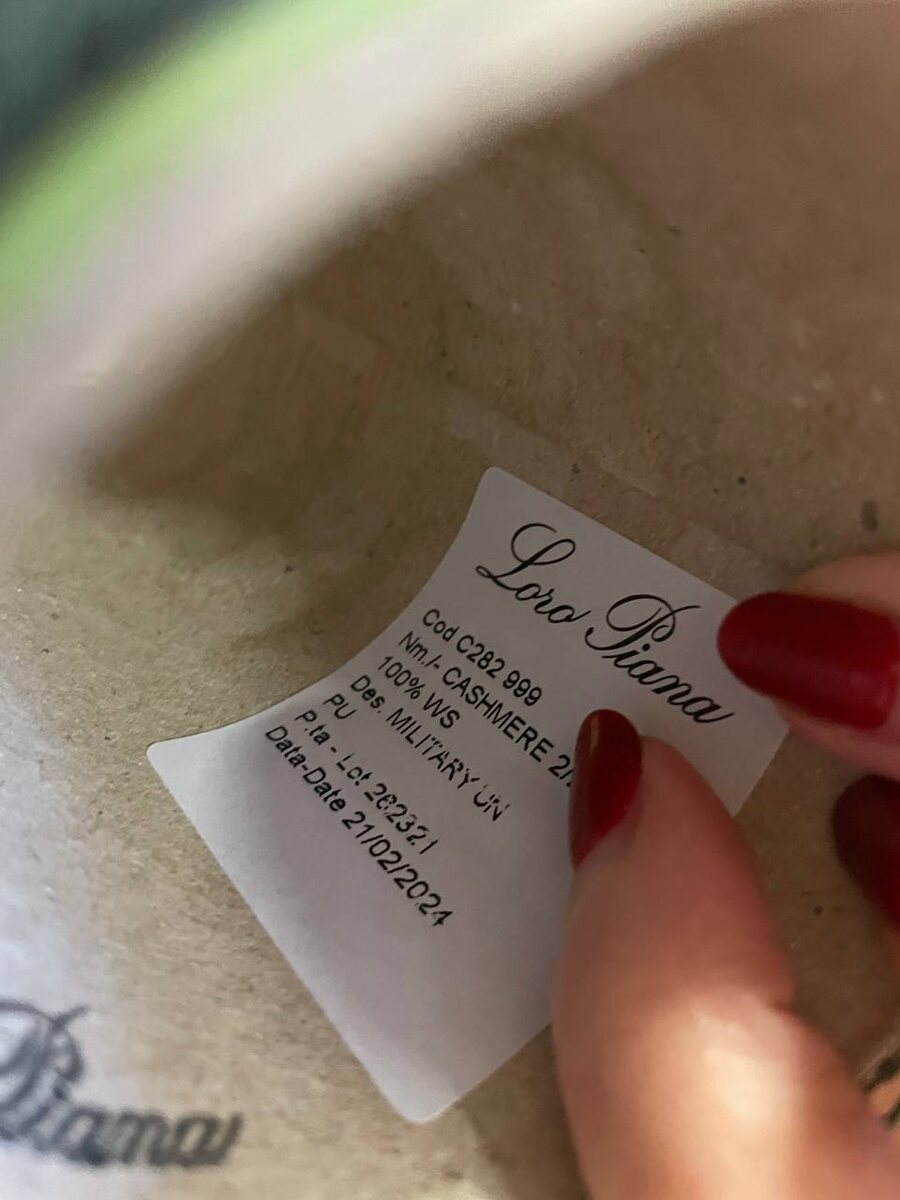 Loro Piana
Cod C282 999
Nm./- CASHMERE
100% WS
Des. MILITARY UN
PU
P.ta - Lot 262321
Data-Date 21/02/2024
Piana